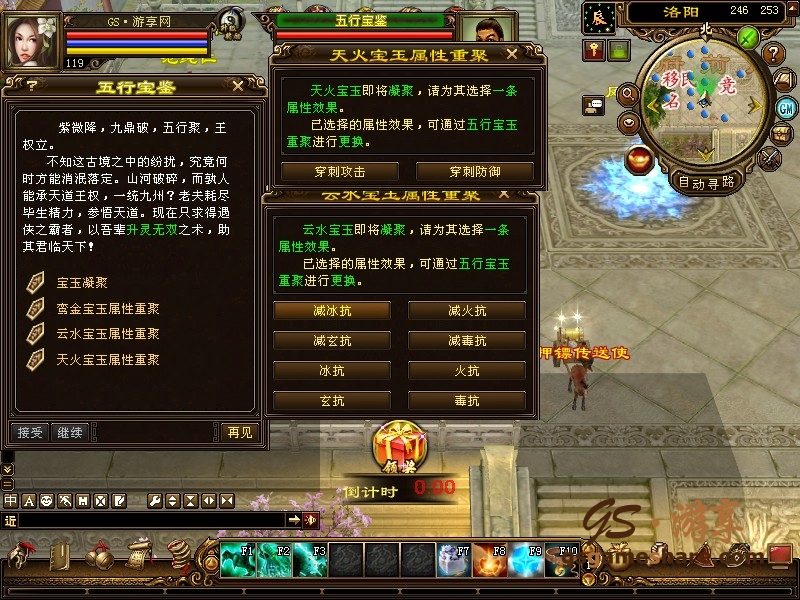 GS·游享网
119
五行宝鉴
洛阳
246 253
北
辰
移民
竞
召
GM
自动寻路
五行宝鉴
紫微降，九鼎破，五行聚，王
权立。
不知这古境之中的纷扰，究竟何
时方能消泯落定。山河破碎，而孰人
能承天道王权，一统九州？老夫耗尽
毕生精力，参悟天道。现在只求得遇
侠之霸者，以吾辈升灵无双之术，助
其君临天下！
宝玉凝聚
銮金宝玉属性重聚
云水宝玉属性重聚
天火宝玉属性重聚
接受
继续
再见
天火宝玉属性重聚
天火宝玉即将凝聚，请为其选择一条
属性效果。
已选择的属性效果，可通过五行宝玉
重聚进行更换。
穿刺攻击
穿刺防御
云水宝玉属性重聚
云水宝玉即将凝聚，请为其选择一条
属性效果。
已选择的属性效果，可通过五行宝玉
重聚进行更换。
减冰抗
减火抗
减玄抗
减毒抗
冰抗
火抗
玄抗
毒抗
押镖传送使
领奖
倒计时 0:00
中
A
近
F1
F2
F3
F7
F8
F9
F10
GS·游享